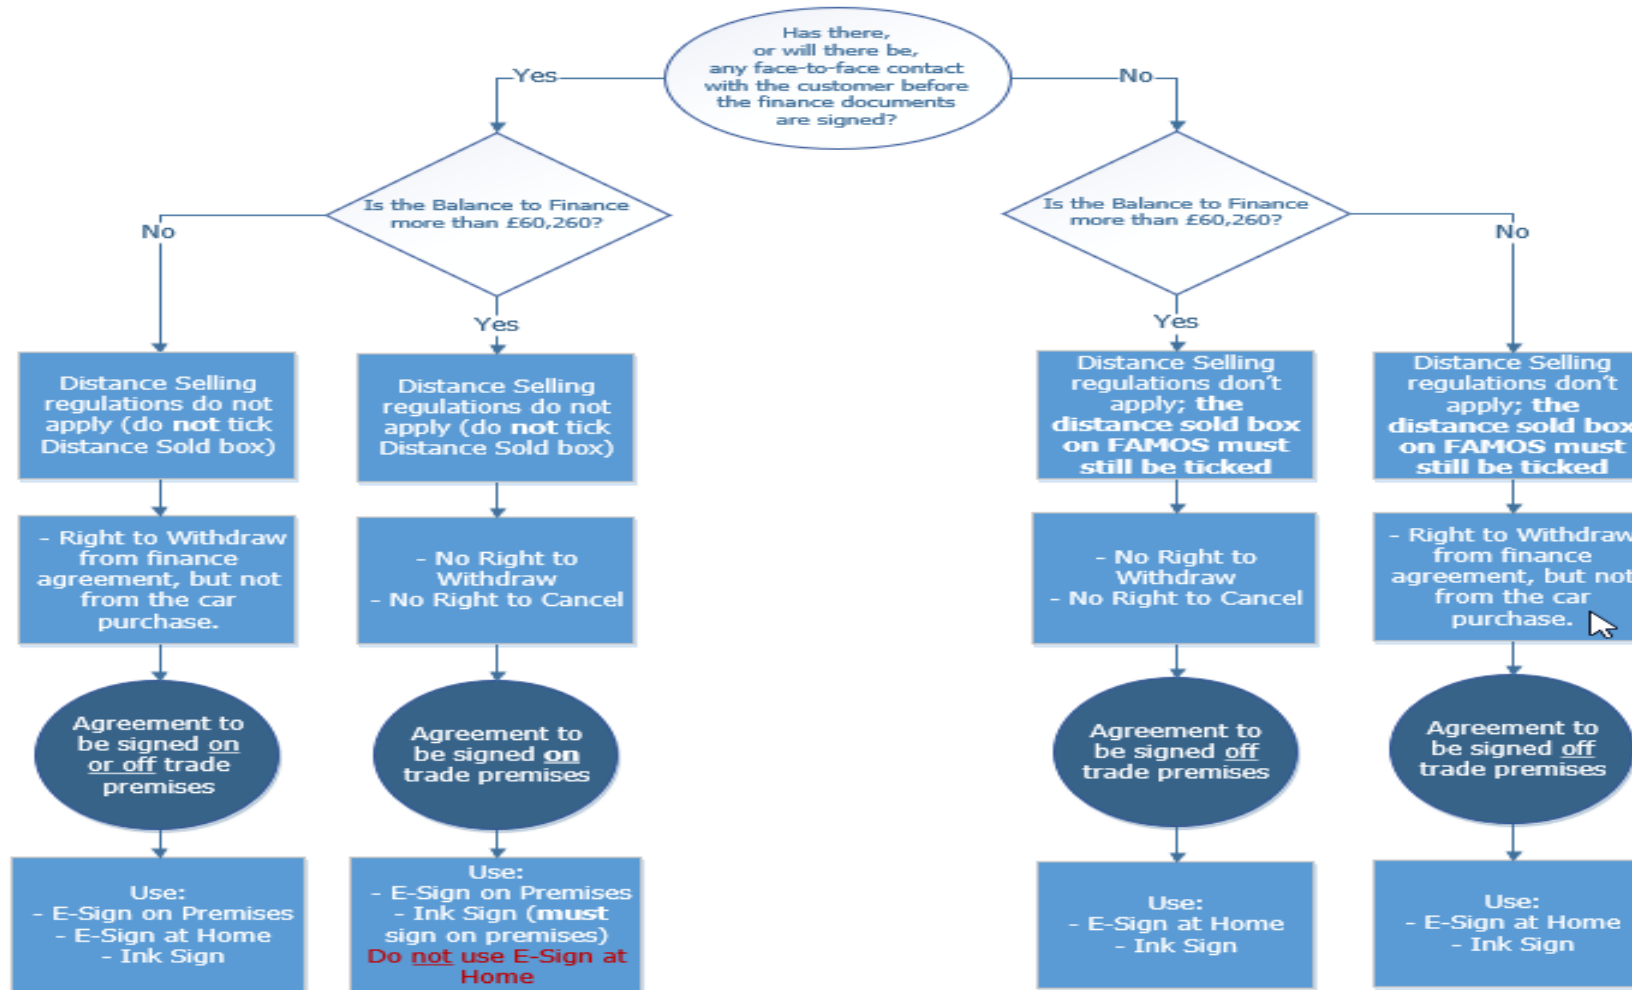 Has there,
or will there be,
any face-to-face contact
with the customer before
the finance documents
are signed?
Yes
No
Is the Balance to Finance
more than £60,260?
Is the Balance to Finance
more than £60,260?
No
Yes
Yes
No
Distance Selling
regulations do not
apply (do not tick
Distance Sold box)
Distance Selling
regulations do not
apply (do not tick
Distance Sold box)
Distance Selling
regulations don't
apply; the
distance sold box
on FAMOS must
still be ticked
Distance Selling
regulations don't
apply; the
distance sold box
on FAMOS must
still be ticked
- Right to Withdraw
from finance
agreement, but not
from the car
purchase.
- No Right to
Withdraw
- No Right to Cancel
- No Right to
Withdraw
- No Right to Cancel
- Right to Withdraw
from finance
agreement, but not
from the car
purchase.
Agreement to
be signed on
or off trade
premises
Agreement to
be signed on
trade premises
Agreement to
be signed off
trade premises
Agreement to
be signed off
trade premises
Use:
- E-Sign on Premises
- E-Sign at Home
- Ink Sign
Use:
- E-Sign on Premises
- Ink Sign (must
sign on premises)
Do not use E-Sign at
Home
Use:
- E-Sign at Home
- Ink Sign
Use:
- E-Sign at Home
- Ink Sign